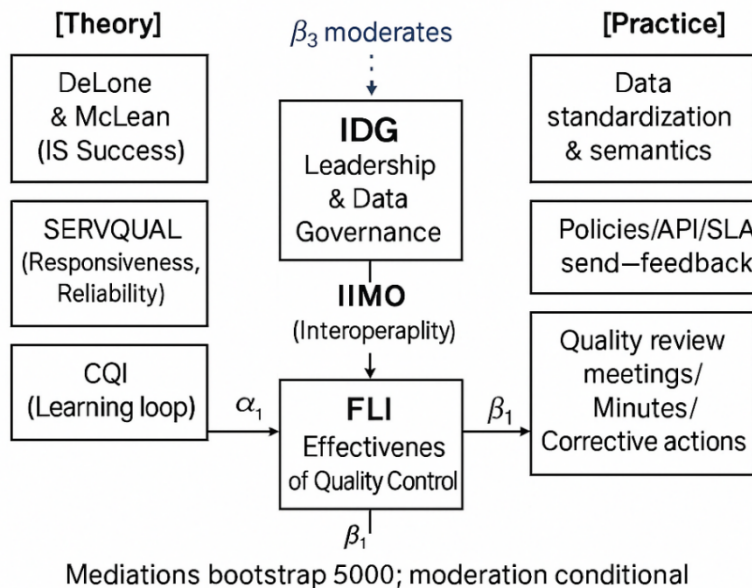 [Theory]
DeLone
& McLean
(IS Success)
SERVQUAL
(Responsiveness,
Reliability)
CQI
(Learning loop)
α₁
β₃ moderates
IDG
Leadership
& Data
Governance
IIMO
(Interoperaplity)
FLI
Effectivenes
of Quality Control
β₁
β₁
[Practice]
Data
standardization
& semantics
Policies/API/SLA
send–feedback
Quality review
meetings/
Minutes/
Corrective actions
Mediations bootstrap 5000; moderation conditional